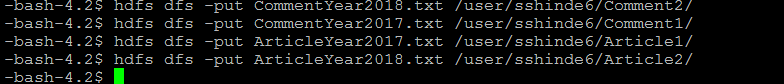 -bash-4.2$ hdfs dfs -put CommentYear2018.txt /user/sshinde6/Comment2/
-bash-4.2$ hdfs dfs -put CommentYear2017.txt /user/sshinde6/Comment1/
-bash-4.2$ hdfs dfs -put ArticleYear2017.txt /user/sshinde6/Article1/
-bash-4.2$ hdfs dfs -put ArticleYear2018.txt /user/sshinde6/Article2/
-bash-4.2$